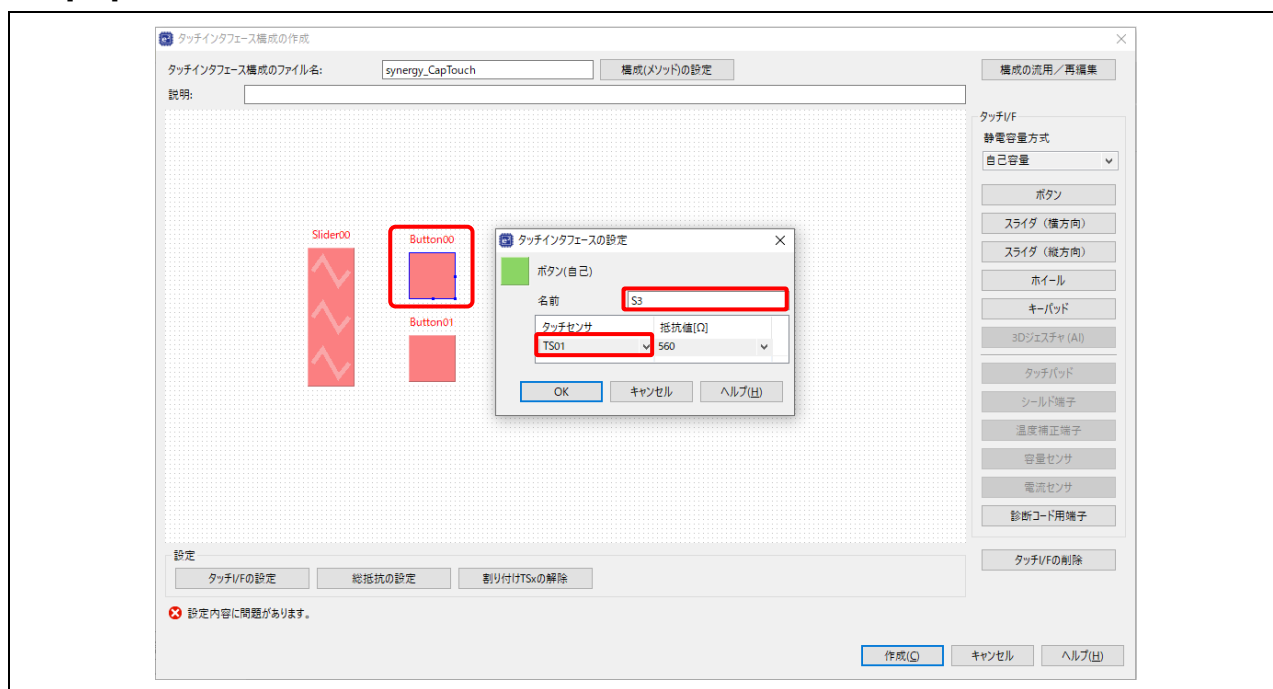 タッチインタフェース構成の作成
タッチインタフェース構成のファイル名: synergy_CapTouch 構成(メソッド)の設定 構成の流用／再編集
説明:
タッチI/F
静電容量方式
自己容量
ボタン
スライダ（横方向）
スライダ（縦方向）
ホイール
キーパッド
3Dジェスチャ (AI)
タッチパッド
シールド端子
温度補正端子
容量センサ
電流センサ
診断コード用端子
タッチI/Fの削除
Slider00
Button00
Button01
タッチインタフェースの設定
ボタン(自己)
名前 S3
タッチセンサ 抵抗値[Ω]
TS01 560
OK キャンセル ヘルプ(H)
設定
タッチI/Fの設定 総抵抗の設定 割り付けTSxの解除
設定内容に問題があります。
作成(C) キャンセル ヘルプ(H)